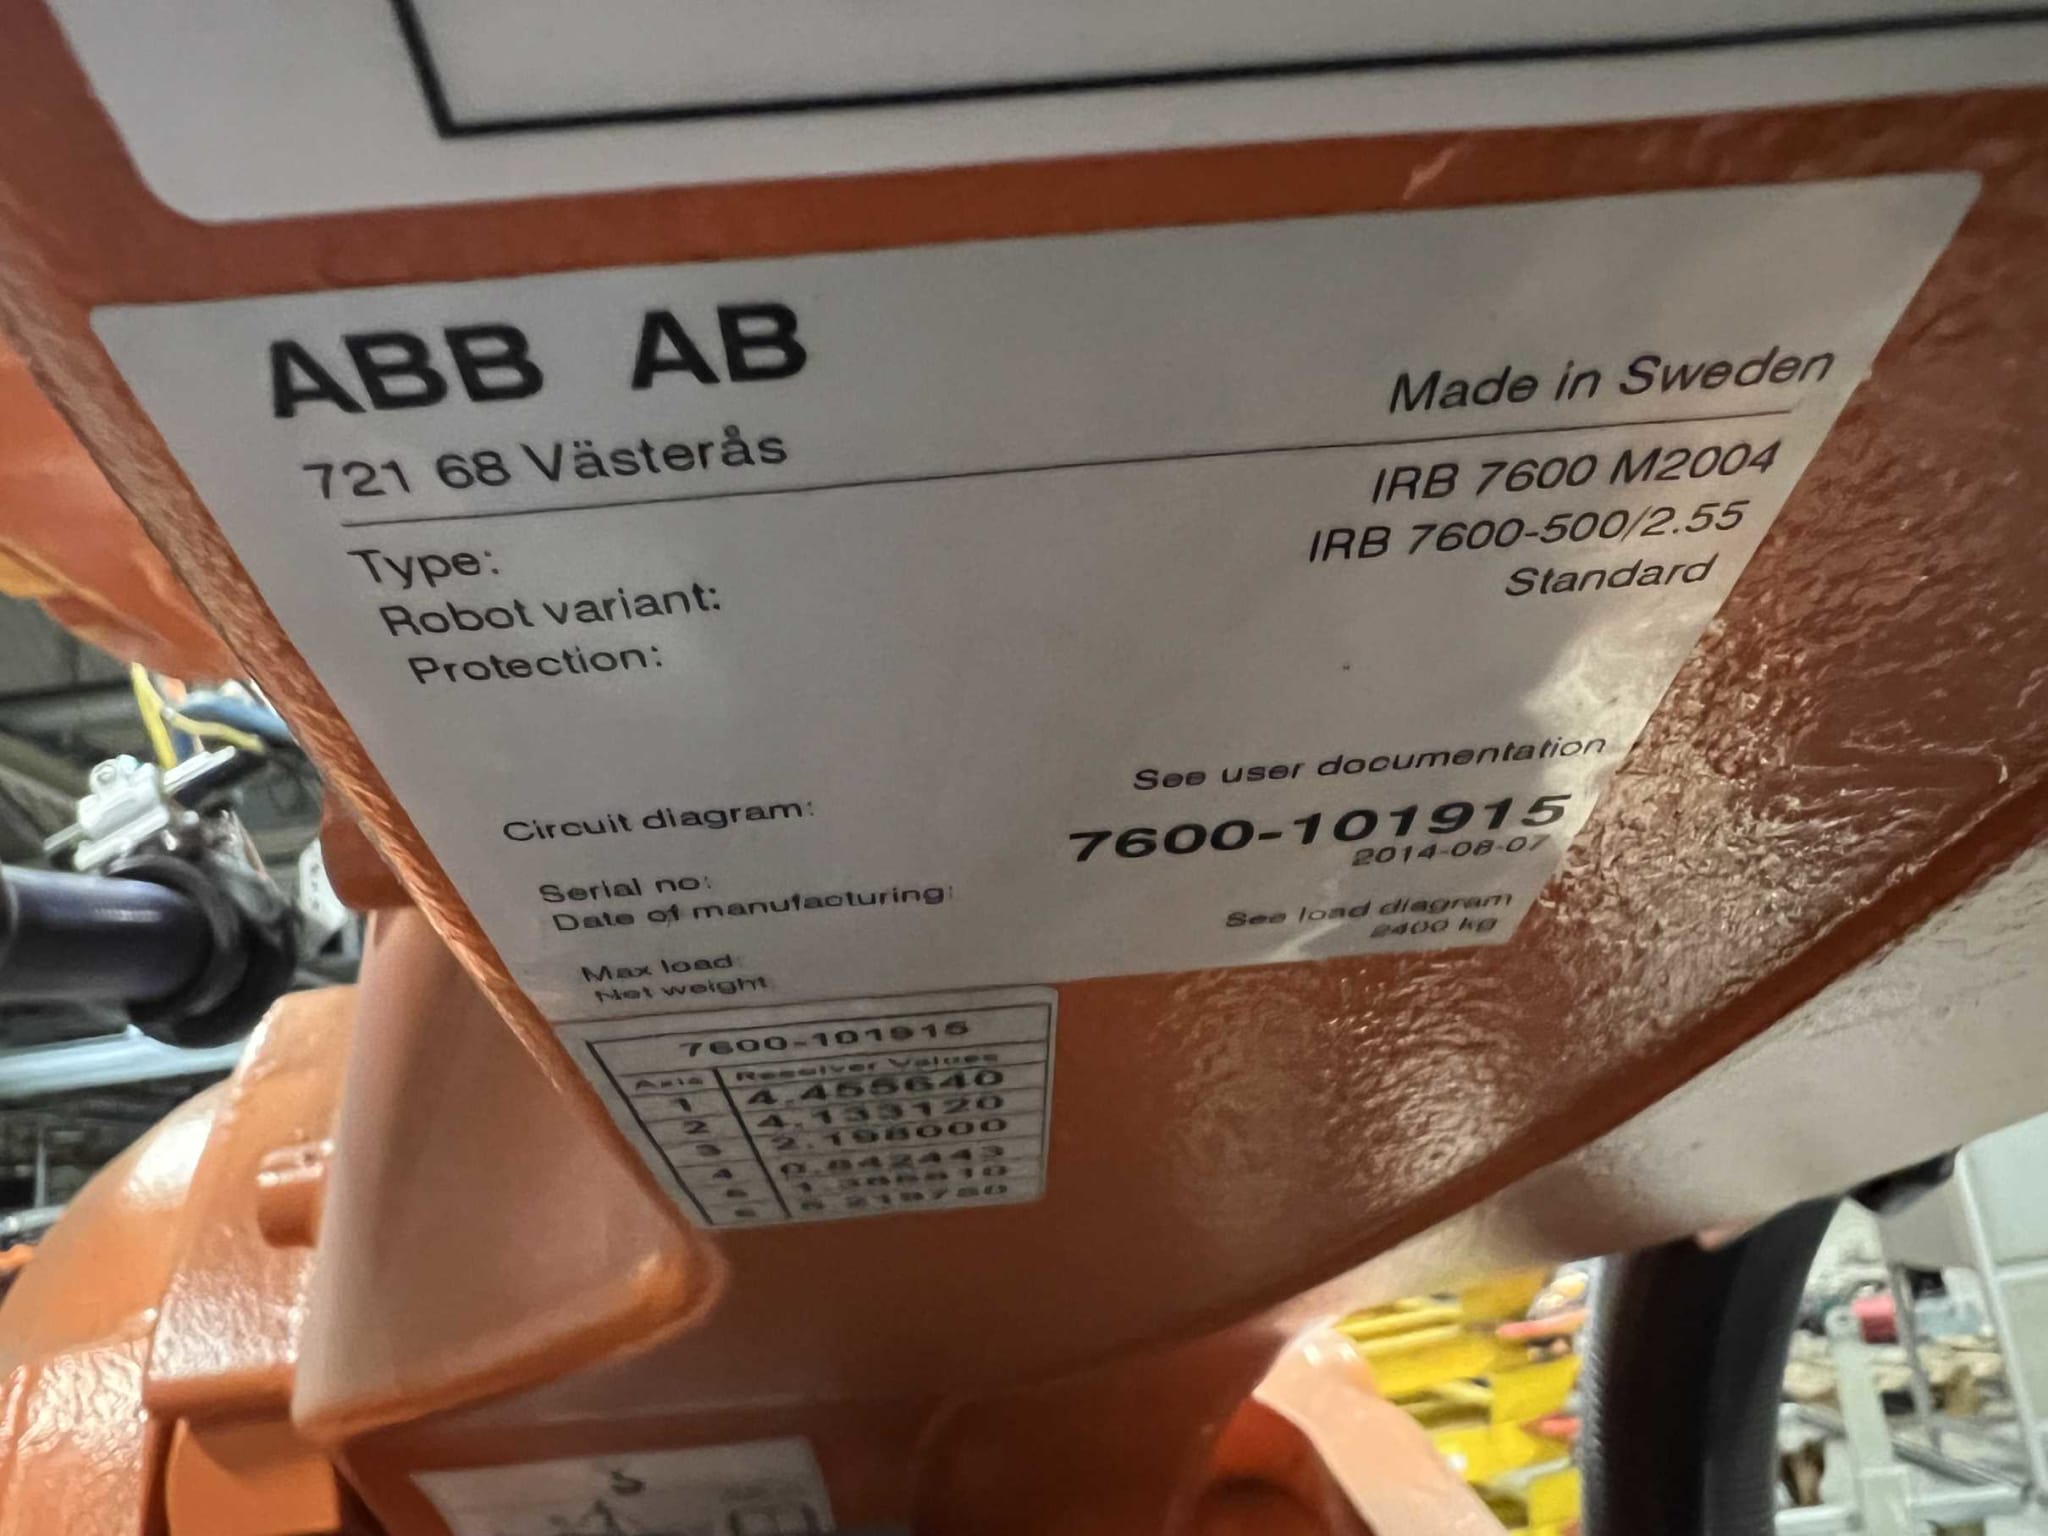 ABB AB
721 68 Västerås
Made in Sweden
Type: IRB 7600 M2004
Robot variant: IRB 7600-500/2.55
Protection: Standard
Circuit diagram: See user documentation
Serial no: 7600-101915
Date of manufacturing: 2014-08-07
Max load: See load diagram
Net weight 2400 kg
7600-101915
Axis Resolver Values
1 4.455640
2 4.133120
3 2.198000
4 0.842443
5
6